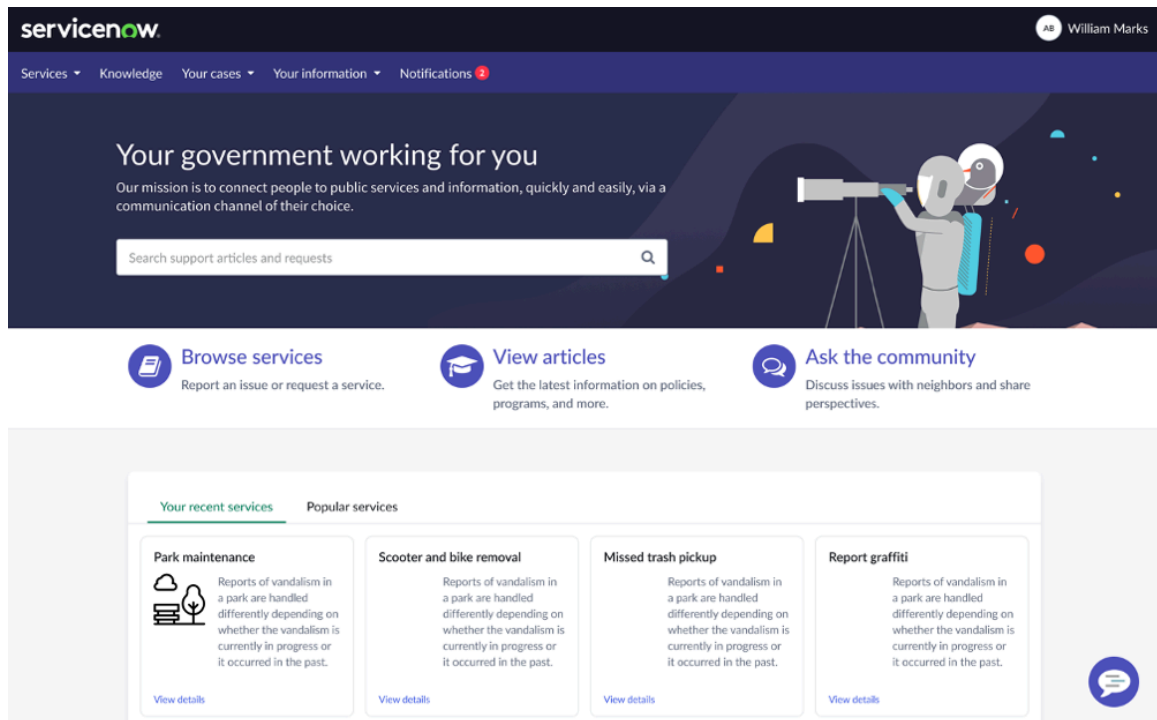 servicenow.
AB William Marks
Services Knowledge Your cases Your information Notifications 2
Your government working for you
Our mission is to connect people to public services and information, quickly and easily, via a
communication channel of their choice.
Search support articles and requests
Browse services
Report an issue or request a service.
View articles
Get the latest information on policies,
programs, and more.
Ask the community
Discuss issues with neighbors and share
perspectives.
Your recent services Popular services
Park maintenance
Reports of vandalism in
a park are handled
differently depending on
whether the vandalism is
currently in progress or
it occurred in the past.
View details
Scooter and bike removal
Reports of vandalism in
a park are handled
differently depending on
whether the vandalism is
currently in progress or
it occurred in the past.
View details
Missed trash pickup
Reports of vandalism in
a park are handled
differently depending on
whether the vandalism is
currently in progress or
it occurred in the past.
View details
Report graffiti
Reports of vandalism in
a park are handled
differently depending on
whether the vandalism is
currently in progress or
it occurred in the past.
View details